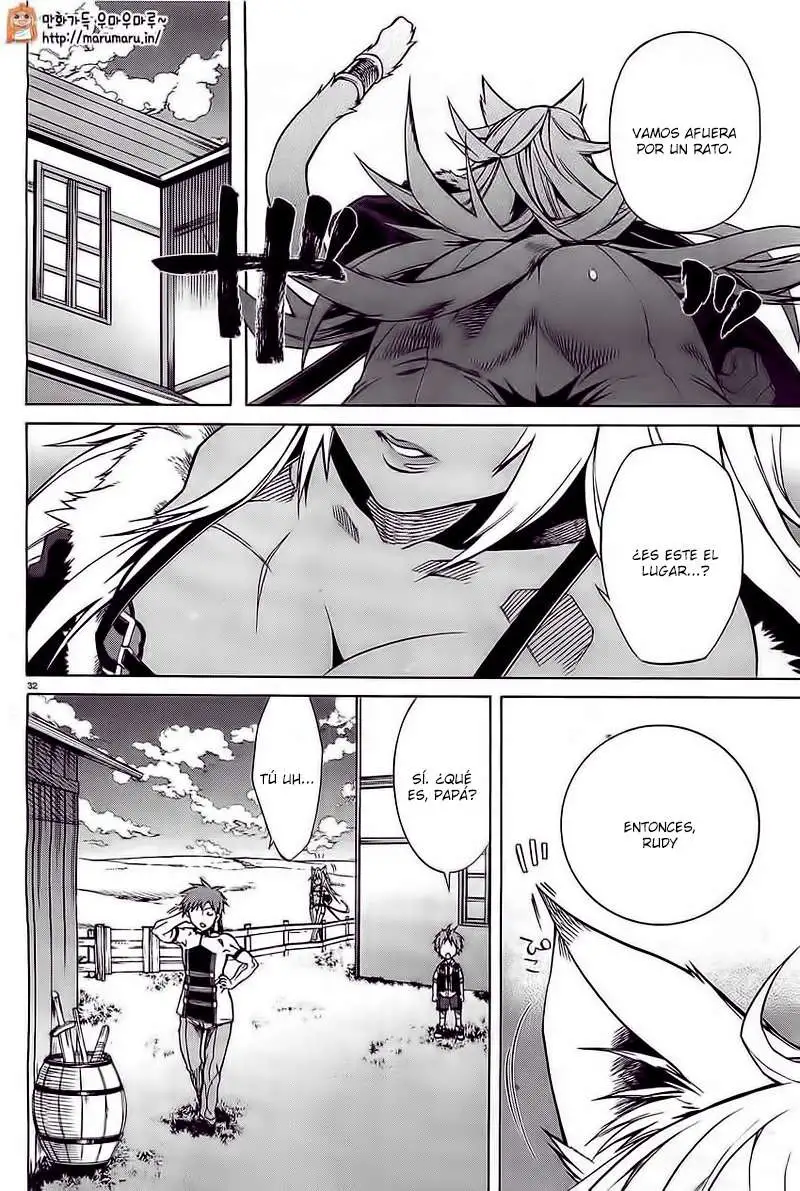 만화가득,우마우마루~
http://marumaru.in/
VAMOS AFUERA
POR UN RATO.
¿ES ESTE EL
LUGAR...?
32
SÍ. ¿QUÉ
ES, PAPÁ?
TÚ UH...
ENTONCES,
RUDY